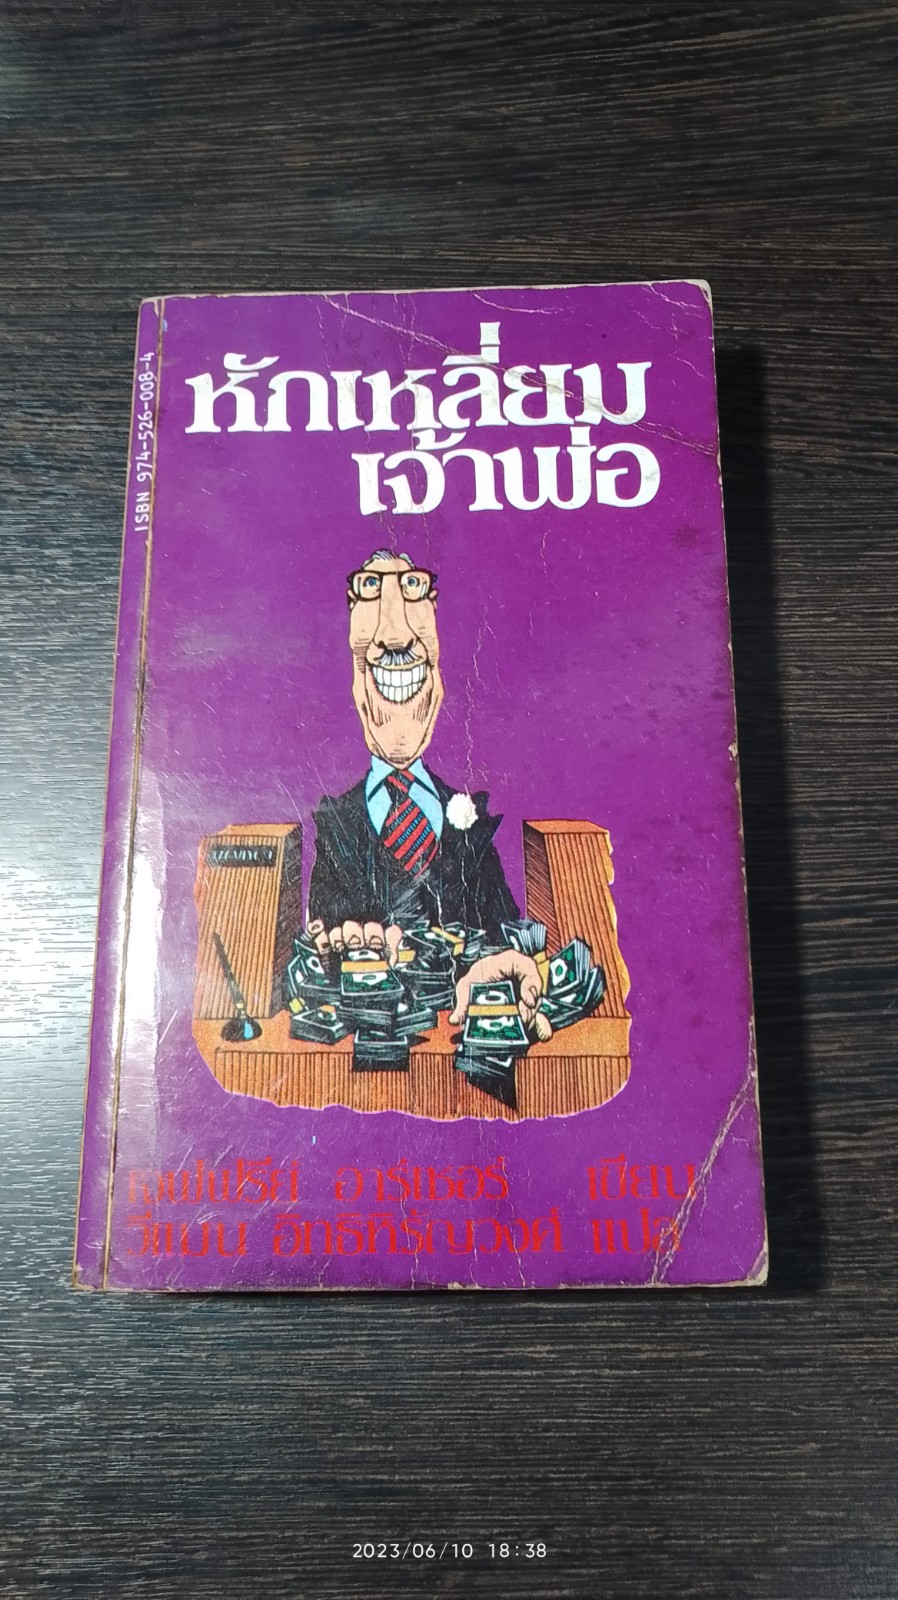 หักเหลี่ยม
เจ้าพ่อ
ISBN 974-526-008-4
เจฟฟรีย์ อาร์เชอร์ เขียน
วีแมน อิทธิหิรัญวงศ์ แปล
2023/06/10 18:38